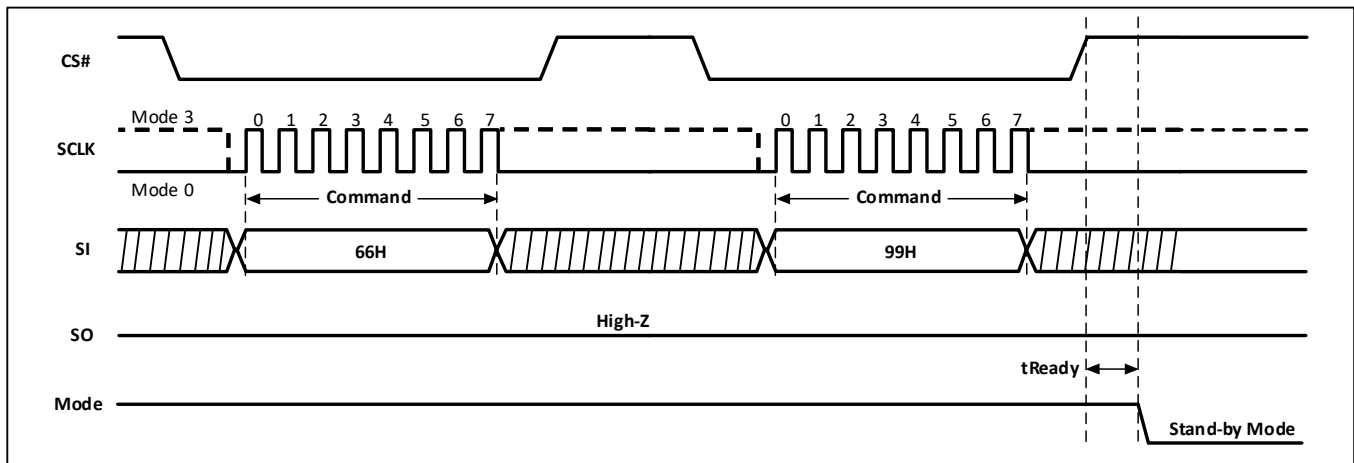 CS#
Mode 3
0 1 2 3 4 5 6 7 0 1 2 3 4 5 6 7
SCLK
Mode 0
Command Command
SI 66H 99H
High-Z
SO
tReady
Mode
Stand-by Mode